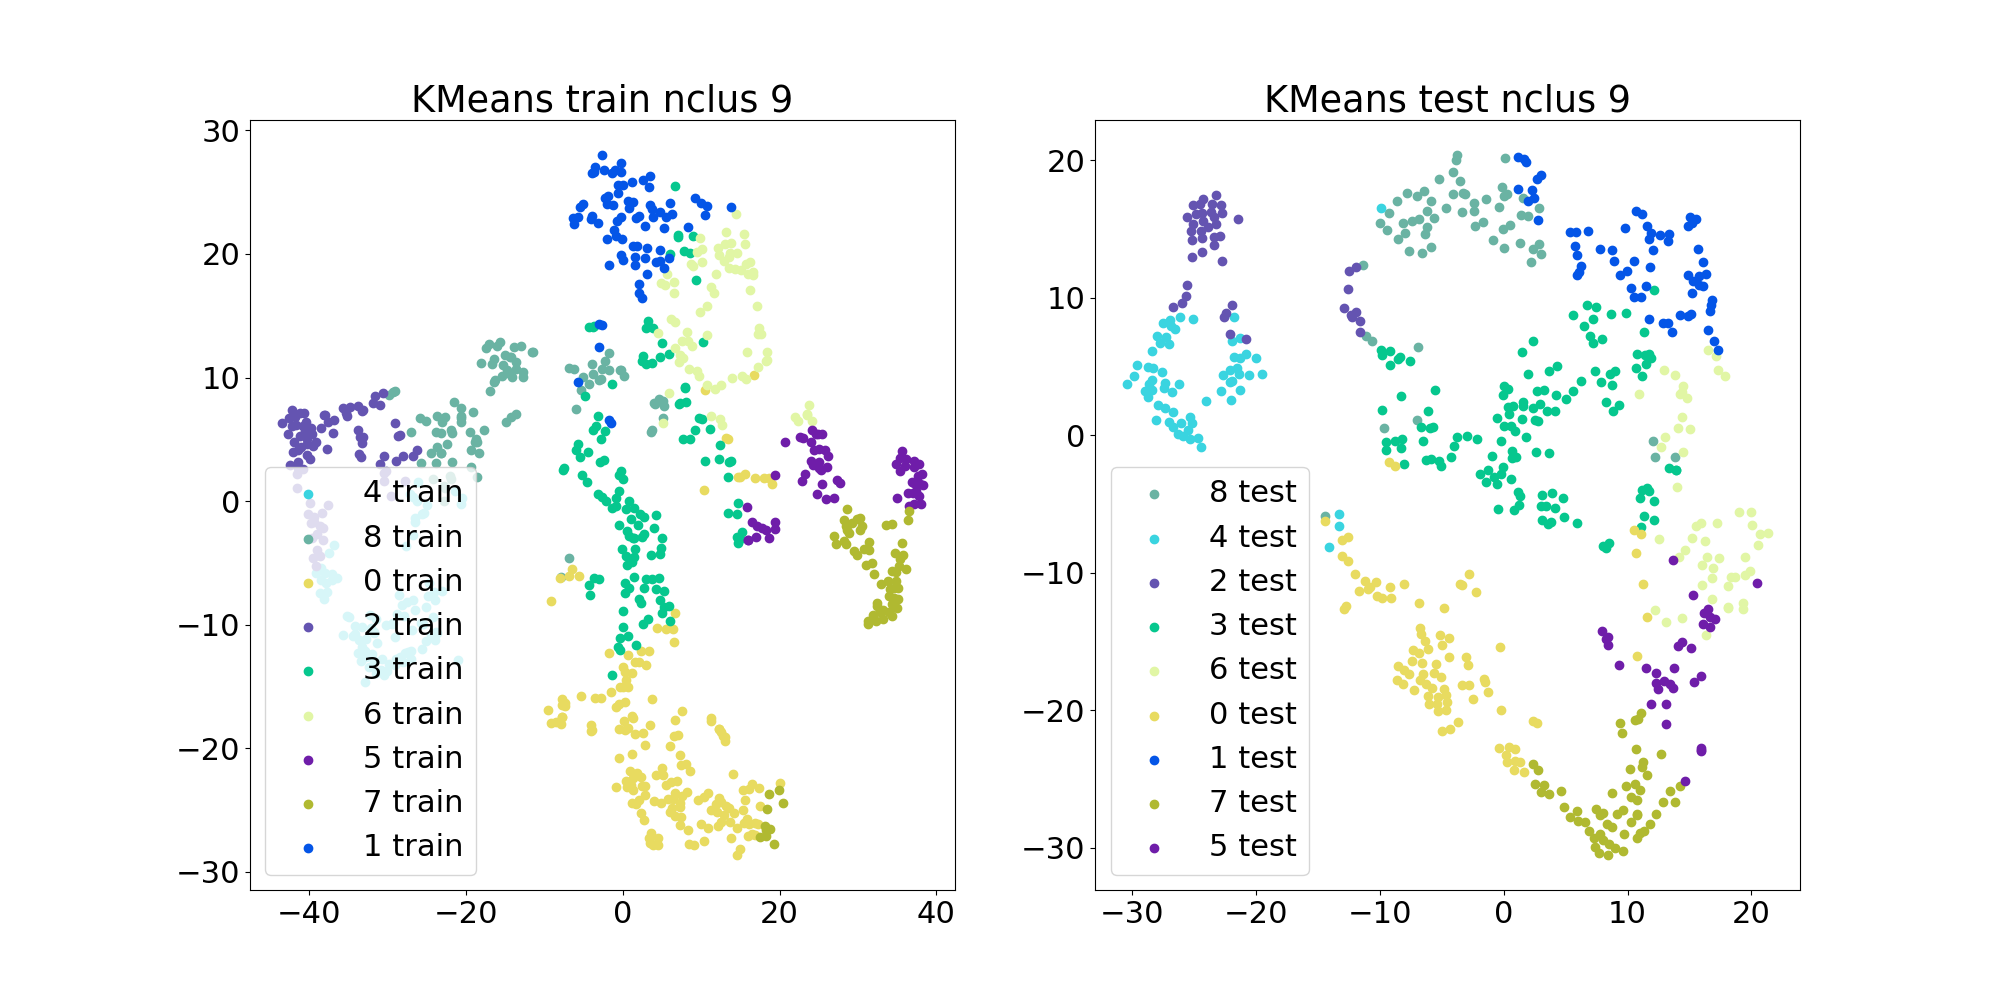 KMeans train nclus 9
30
20
10
0
−10
−20
−30
−40
−20
0
20
40
4 train
8 train
0 train
2 train
3 train
6 train
5 train
7 train
1 train
KMeans test nclus 9
20
10
0
−10
−20
−30
−30
−20
−10
0
10
20
8 test
4 test
2 test
3 test
6 test
0 test
1 test
7 test
5 test